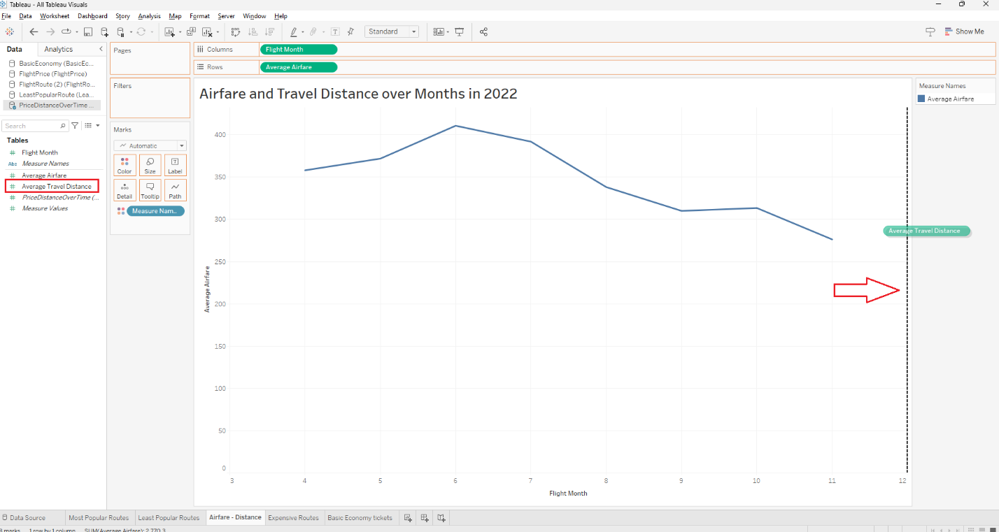 Tableau - All Tableau Visuals
File Data Worksheet Dashboard Story Analysis Map Format Server Window Help
Standard
Show Me
Data Analytics
BasicEconomy (BasicEc...
FlightPrice (FlightPrice)
FlightRoute (2) (FlightRo...
LeastPopularRoute (Lea...
PriceDistanceOverTime ...
Search
Tables
Flight Month
Abc Measure Names
Average Airfare
Average Travel Distance
PriceDistanceOverTime (...
Measure Values
Pages
Filters
Marks
Automatic
Color Size Label
Detail Tooltip Path
Measure Nam..
Columns Flight Month
Rows Average Airfare
Airfare and Travel Distance over Months in 2022
400
350
300
250
200
150
100
50
0
Average Airfare
3 4 5 6 7 8 9 10 11 12
Flight Month
Average Travel Distance
Measure Names
Average Airfare
Data Source Most Popular Routes Least Popular Routes Airfare - Distance Expensive Routes Basic Economy tickets
8 marks 1 row by 1 column SUM(Average Airfare): 2,770.3